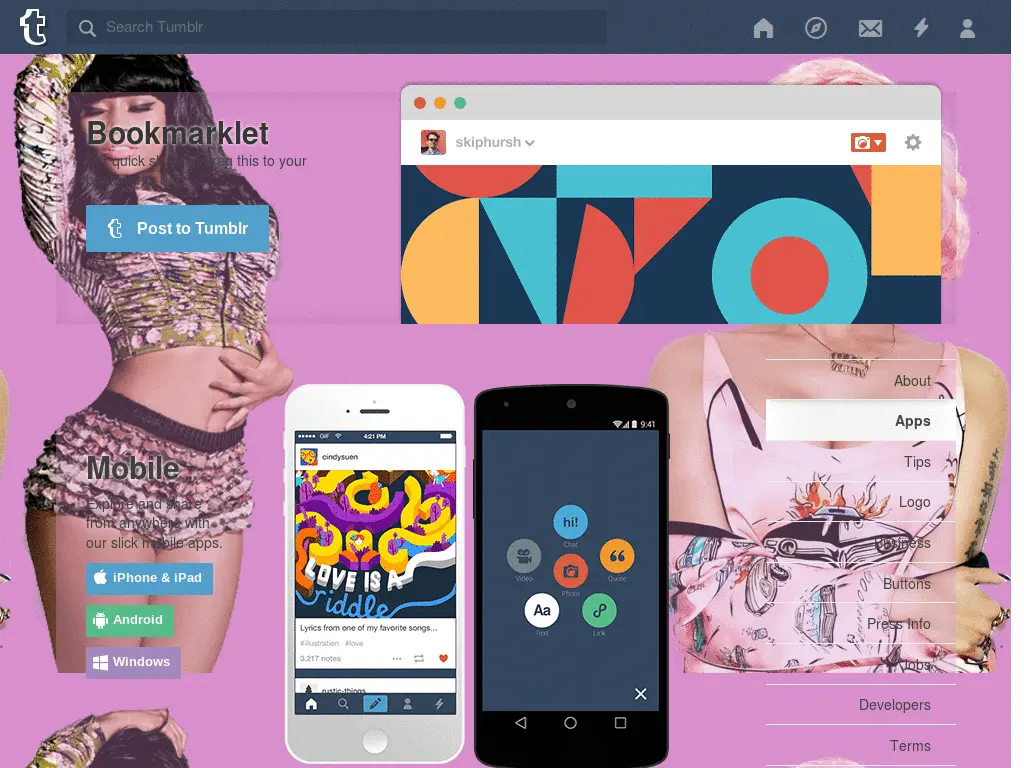 Search Tumblr
Bookmarklet
quick
drag this to your
Post to Tumblr
skiphursh
Mobile
Explore and share
from anywhere with
our slick mobile apps.
iPhone & iPad
Android
Windows
GIF
4:21 PM
cindysuen
LOVE IS A
riddle
Lyrics from one of my favorite songs...
#illustration #love
3,217 notes
rustic-things
9:41
hi!
Chat
Video
Quote
Photo
Aa
Text
Link
About
Apps
Tips
Logo
Business
Buttons
Press Info
Jobs
Developers
Terms